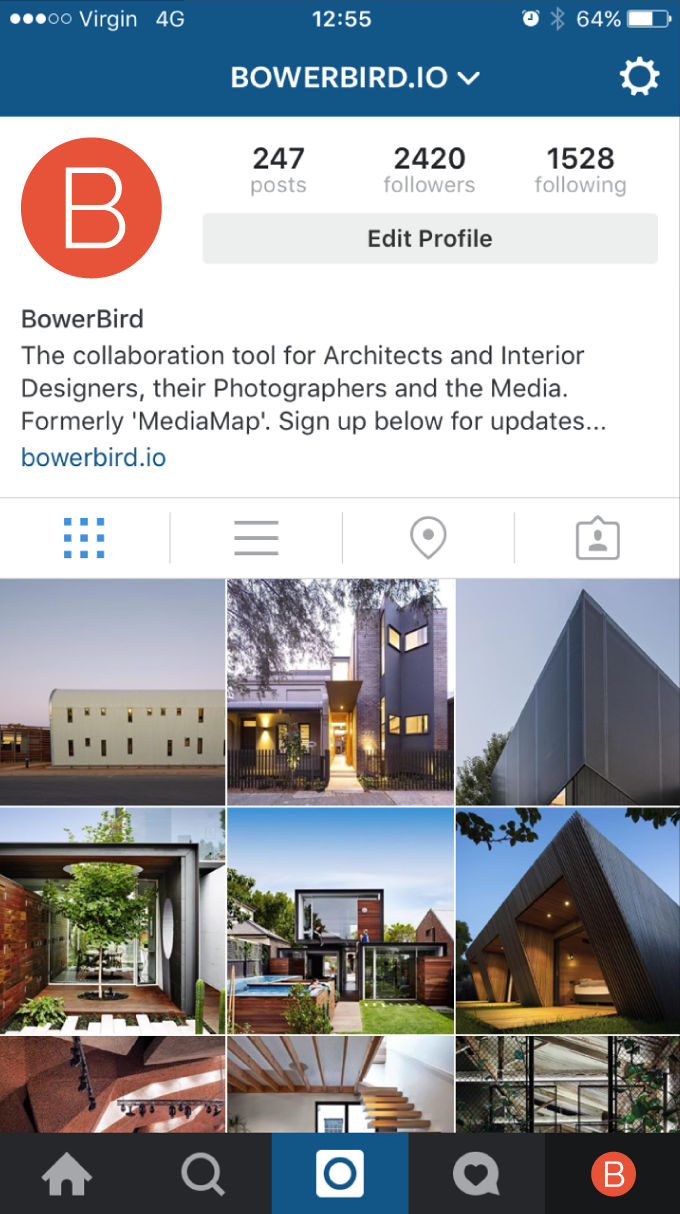 Virgin 4G 12:55 64%
BOWERBIRD.IO
B
247 2420 1528
posts followers following
Edit Profile
BowerBird
The collaboration tool for Architects and Interior
Designers, their Photographers and the Media.
Formerly 'MediaMap'. Sign up below for updates...
bowerbird.io
B